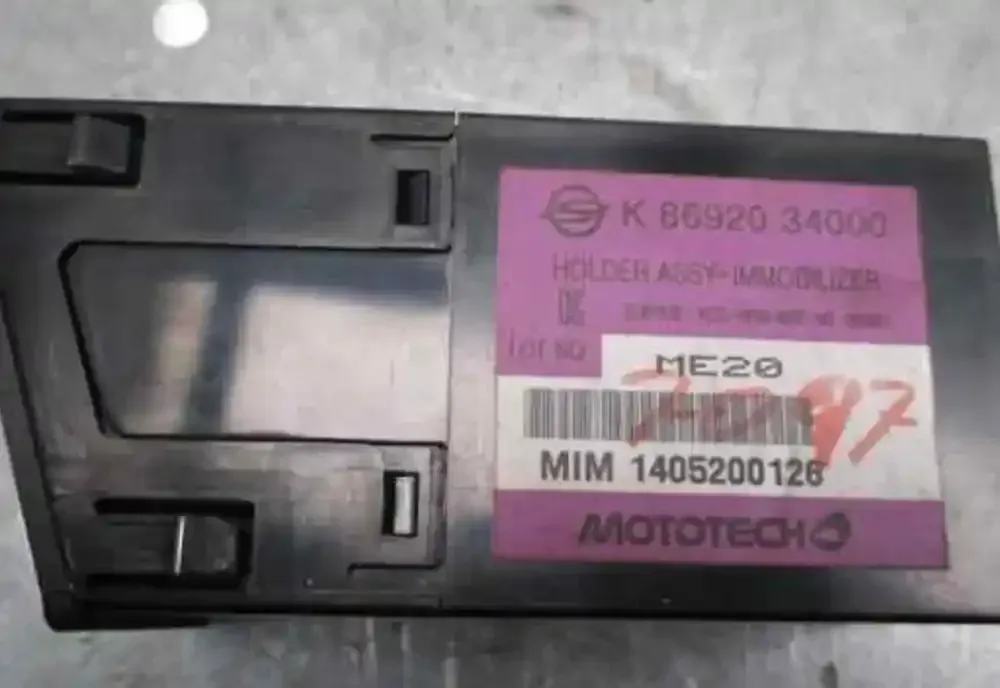 K 86920 34000
HOLDER ASSY-IMMOBILIZER
LOT NO
ME20
MIM 1405200126
MOTOTECH